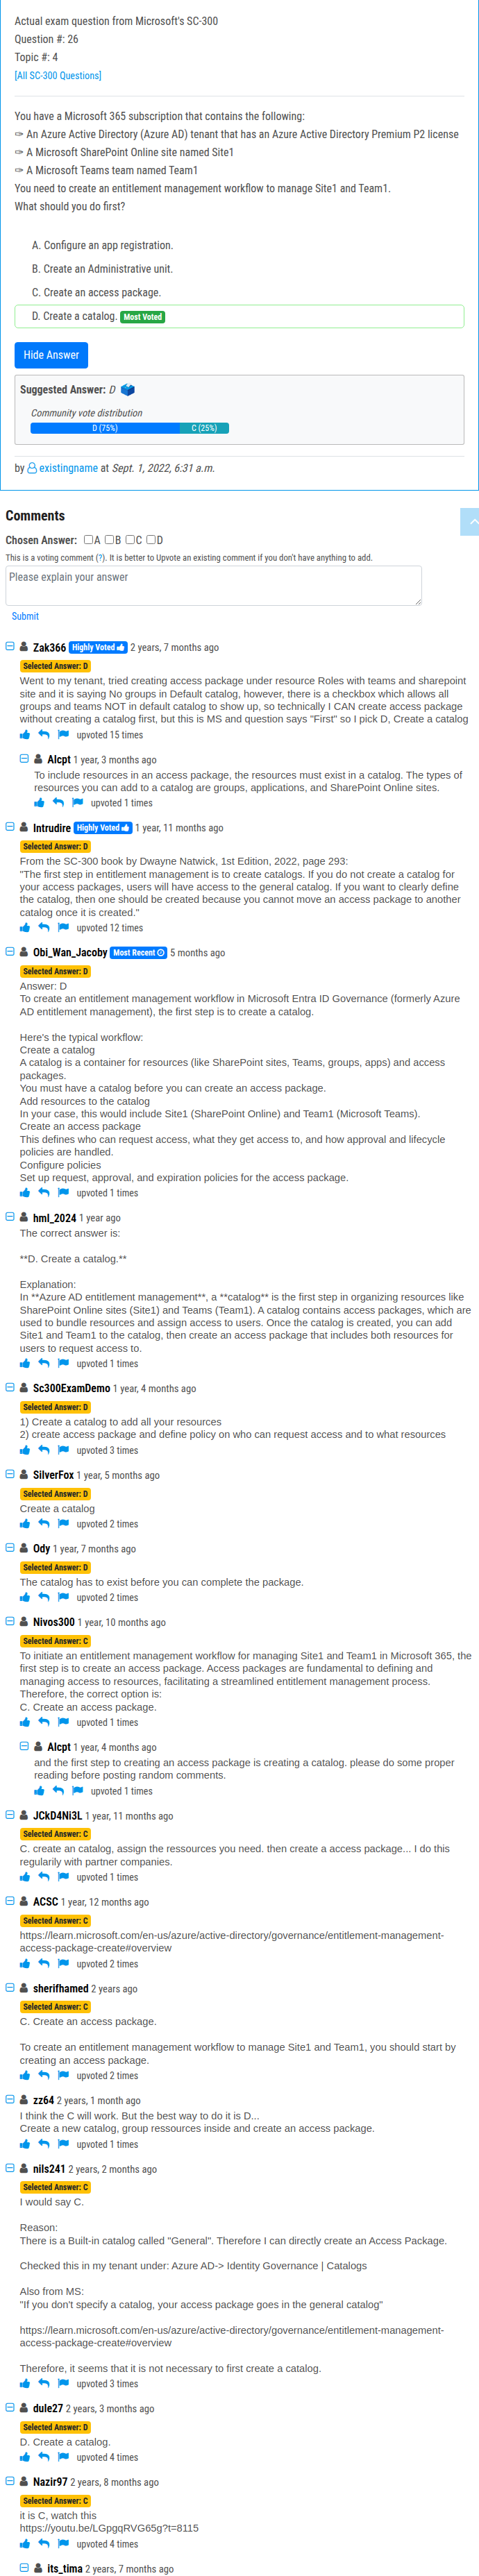 Actual exam question from Microsoft's SC-300
Question #: 26
Topic #: 4
[All SC-300 Questions]
You have a Microsoft 365 subscription that contains the following:
✑ An Azure Active Directory (Azure AD) tenant that has an Azure Active Directory Premium P2 license
✑ A Microsoft SharePoint Online site named Site1
✑ A Microsoft Teams team named Team1
You need to create an entitlement management workflow to manage Site1 and Team1.
What should you do first?
A. Configure an app registration.
B. Create an Administrative unit.
C. Create an access package.
D. Create a catalog. Most Voted
Hide Answer
Suggested Answer: D
Community vote distribution
D (75%) C (25%)
by existingname at Sept. 1, 2022, 6:31 a.m.
Comments
Chosen Answer: A B C D
This is a voting comment (?). It is better to Upvote an existing comment if you don't have anything to add.
Please explain your answer
Submit
Zak366 Highly Voted 2 years, 7 months ago
Selected Answer: D
Went to my tenant, tried creating access package under resource Roles with teams and sharepoint
site and it is saying No groups in Default catalog, however, there is a checkbox which allows all
groups and teams NOT in default catalog to show up, so technically I CAN create access package
without creating a catalog first, but this is MS and question says "First" so I pick D, Create a catalog
upvoted 15 times
Alcpt 1 year, 3 months ago
To include resources in an access package, the resources must exist in a catalog. The types of
resources you can add to a catalog are groups, applications, and SharePoint Online sites.
upvoted 1 times
Intrudire Highly Voted 1 year, 11 months ago
Selected Answer: D
From the SC-300 book by Dwayne Natwick, 1st Edition, 2022, page 293:
"The first step in entitlement management is to create catalogs. If you do not create a catalog for
your access packages, users will have access to the general catalog. If you want to clearly define
the catalog, then one should be created because you cannot move an access package to another
catalog once it is created."
upvoted 12 times
Obi_Wan_Jacoby Most Recent 5 months ago
Selected Answer: D
Answer: D
To create an entitlement management workflow in Microsoft Entra ID Governance (formerly Azure
AD entitlement management), the first step is to create a catalog.
Here's the typical workflow:
Create a catalog
A catalog is a container for resources (like SharePoint sites, Teams, groups, apps) and access
packages.
You must have a catalog before you can create an access package.
Add resources to the catalog
In your case, this would include Site1 (SharePoint Online) and Team1 (Microsoft Teams).
Create an access package
This defines who can request access, what they get access to, and how approval and lifecycle
policies are handled.
Configure policies
Set up request, approval, and expiration policies for the access package.
upvoted 1 times
hml_2024 1 year ago
The correct answer is:
**D. Create a catalog.**
Explanation:
In **Azure AD entitlement management**, a **catalog** is the first step in organizing resources like
SharePoint Online sites (Site1) and Teams (Team1). A catalog contains access packages, which are
used to bundle resources and assign access to users. Once the catalog is created, you can add
Site1 and Team1 to the catalog, then create an access package that includes both resources for
users to request access to.
upvoted 1 times
Sc300ExamDemo 1 year, 4 months ago
Selected Answer: D
1) Create a catalog to add all your resources
2) create access package and define policy on who can request access and to what resources
upvoted 3 times
SilverFox 1 year, 5 months ago
Selected Answer: D
Create a catalog
upvoted 2 times
Ody 1 year, 7 months ago
Selected Answer: D
The catalog has to exist before you can complete the package.
upvoted 2 times
Nivos300 1 year, 10 months ago
Selected Answer: C
To initiate an entitlement management workflow for managing Site1 and Team1 in Microsoft 365, the
first step is to create an access package. Access packages are fundamental to defining and
managing access to resources, facilitating a streamlined entitlement management process.
Therefore, the correct option is:
C. Create an access package.
upvoted 1 times
Alcpt 1 year, 4 months ago
and the first step to creating an access package is creating a catalog. please do some proper
reading before posting random comments.
upvoted 1 times
JCkD4Ni3L 1 year, 11 months ago
Selected Answer: C
C. create an catalog, assign the ressources you need. then create a access package... I do this
regularily with partner companies.
upvoted 1 times
ACSC 1 year, 12 months ago
Selected Answer: C
https://learn.microsoft.com/en-us/azure/active-directory/governance/entitlement-management-
access-package-create#overview
upvoted 2 times
sherifhamed 2 years ago
Selected Answer: C
C. Create an access package.
To create an entitlement management workflow to manage Site1 and Team1, you should start by
creating an access package.
upvoted 2 times
zz64 2 years, 1 month ago
I think the C will work. But the best way to do it is D...
Create a new catalog, group ressources inside and create an access package.
upvoted 1 times
nils241 2 years, 2 months ago
Selected Answer: C
I would say C.
Reason:
There is a Built-in catalog called "General". Therefore I can directly create an Access Package.
Checked this in my tenant under: Azure AD-> Identity Governance | Catalogs
Also from MS:
"If you don't specify a catalog, your access package goes in the general catalog"
https://learn.microsoft.com/en-us/azure/active-directory/governance/entitlement-management-
access-package-create#overview
Therefore, it seems that it is not necessary to first create a catalog.
upvoted 3 times
dule27 2 years, 3 months ago
Selected Answer: D
D. Create a catalog.
upvoted 4 times
Nazir97 2 years, 8 months ago
Selected Answer: C
it is C, watch this
https://youtu.be/LGpgqRVG65g?t=8115
upvoted 4 times
its_tima 2 years, 7 months ago